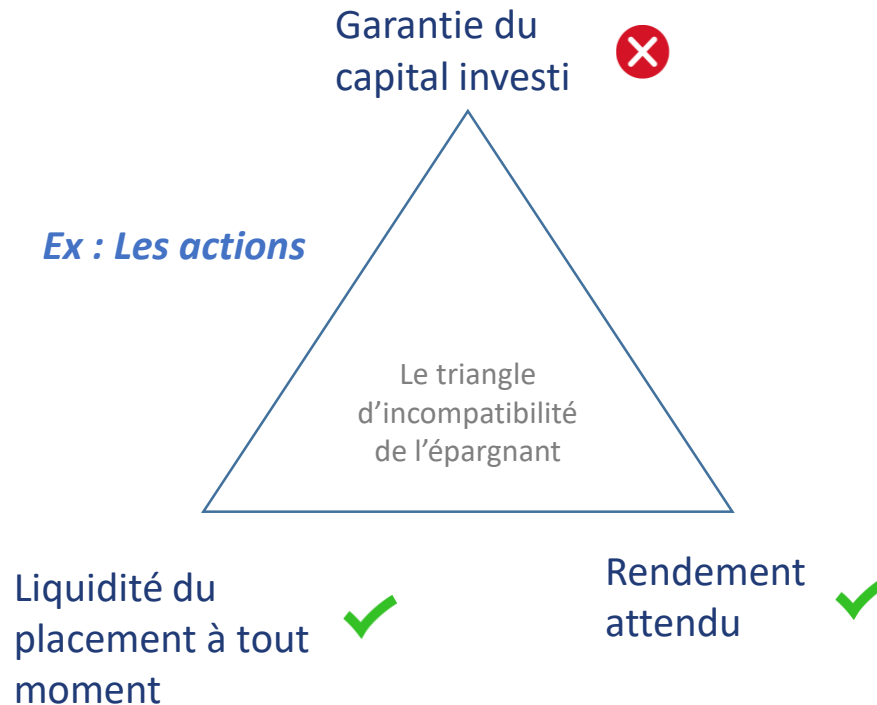 Garantie du
capital investi
Ex : Les actions
Le triangle
d’incompatibilité
de l’épargnant
Liquidité du
placement à tout
moment
Rendement
attendu